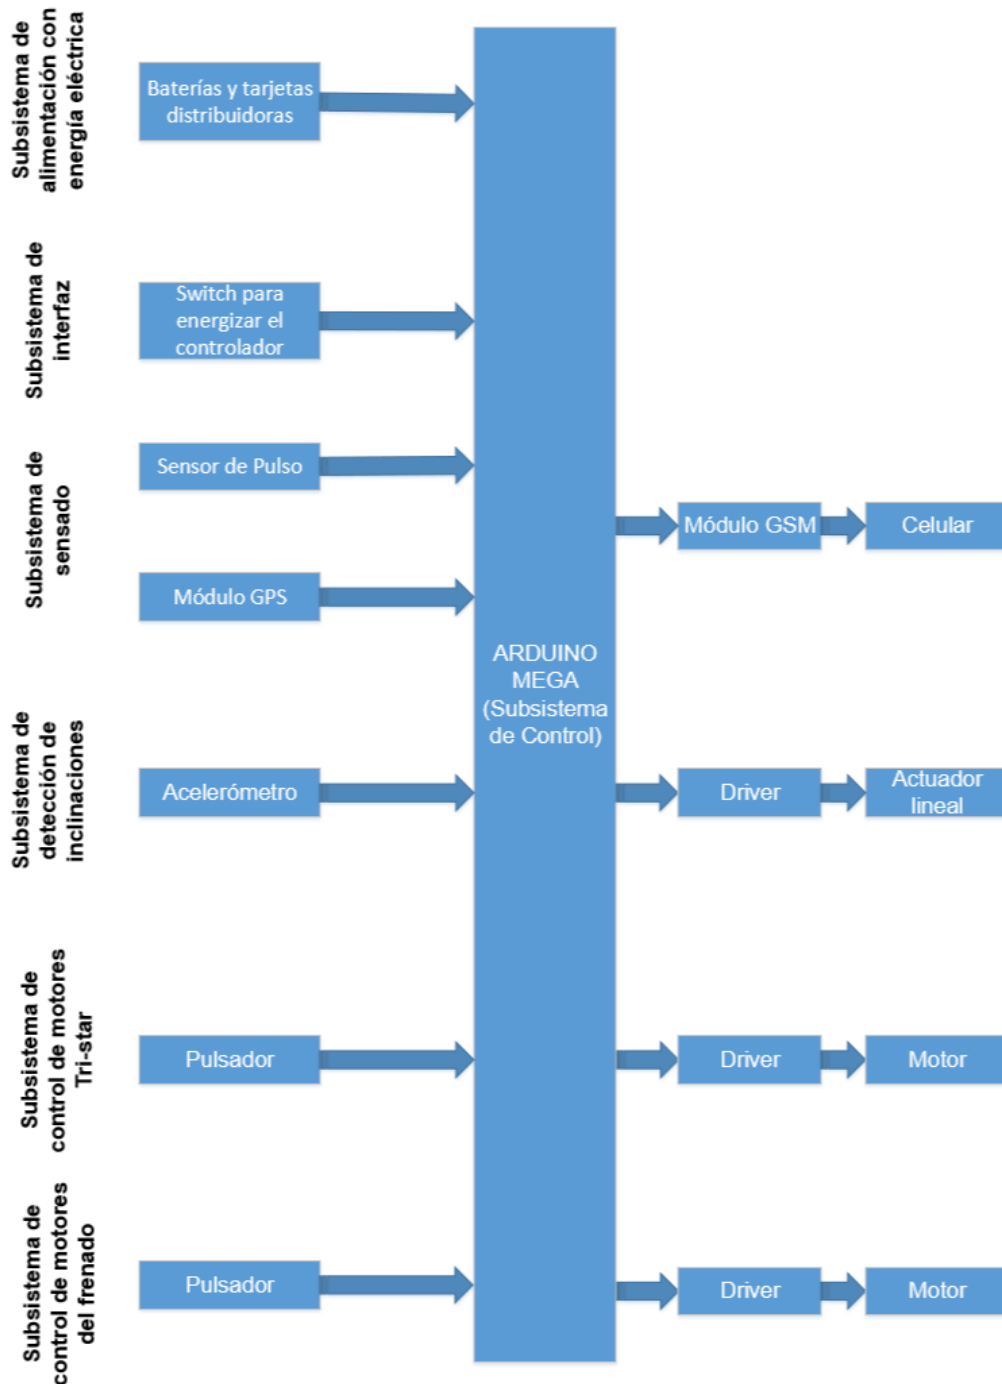 Subsistema de
alimentación con
energía eléctrica
Baterías y tarjetas
distribuidoras
Subsistema de
interfaz
Switch para
energizar el
controlador
Subsistema de
sensado
Sensor de Pulso
Módulo GPS
Módulo GSM
Celular
ARDUINO
MEGA
(Subsistema
de Control)
Subsistema de
detección de
inclinaciones
Acelerómetro
Driver
Actuador
lineal
Subsistema de
control de motores
Tri-star
Pulsador
Driver
Motor
Subsistema de
control de motores
del frenado
Pulsador
Driver
Motor